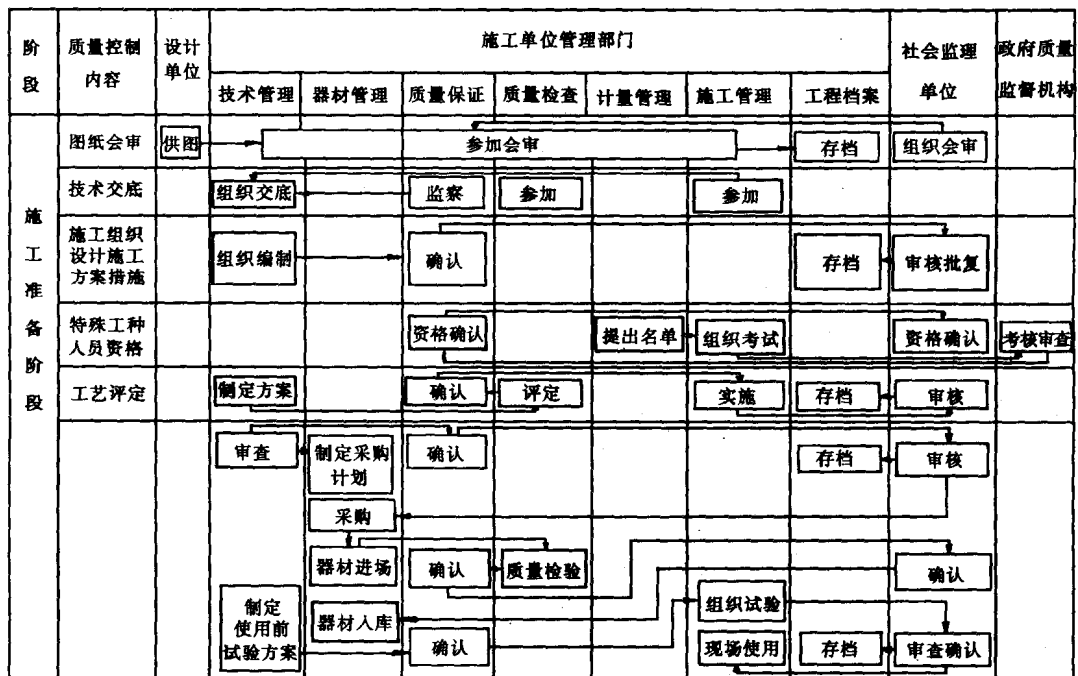 阶段
质量控制内容
设计单位
施工单位管理部门
社会监理单位
政府质量监督机构
技术管理
器材管理
质量保证
质量检查
计量管理
施工管理
工程档案
施工准备阶段
图纸会审
供图
参加会审
存档
组织会审
技术交底
组织交底
监察
参加
参加
施工组织
设计施工
方案措施
组织编制
确认
存档
审核批复
特殊工种
人员资格
资格确认
提出名单
组织考试
资格确认
考核审查
工艺评定
制定方案
确认
评定
实施
存档
审核
审查
制定采购
计划
确认
存档
审核
采购
器材进场
确认
质量检验
确认
制定
使用前
试验方案
器材入库
确认
组织试验
现场使用
存档
审查确认